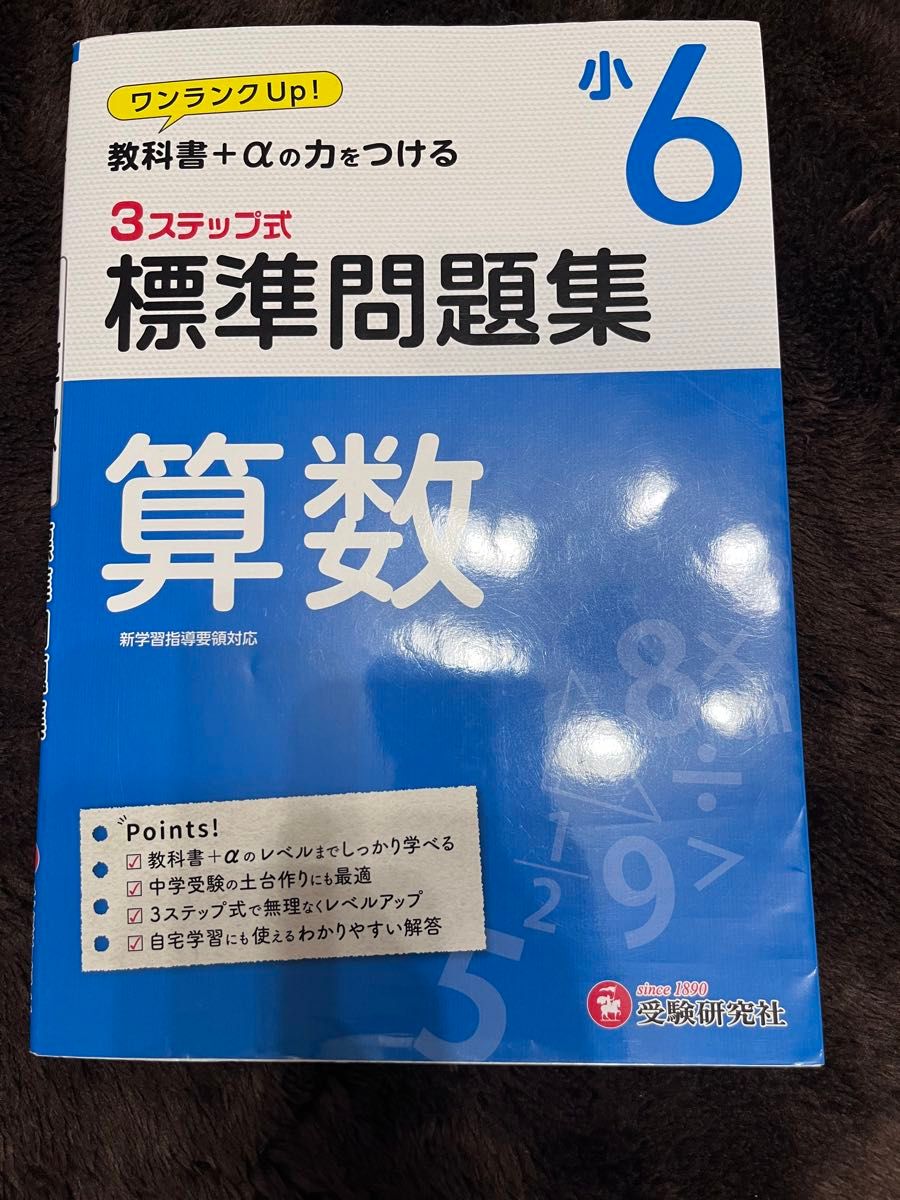 ワンランクUp!
小6
教科書+αの力をつける
3ステップ式
標準問題集
算数
新学習指導要領対応
Points!
☑ 教科書+αのレベルまでしっかり学べる
☑ 中学受験の土台作りにも最適
☑ 3ステップ式で無理なくレベルアップ
☑ 自宅学習にも使えるわかりやすい解答
8 × m
÷
1/2
9 >
5
since 1890
受験研究社